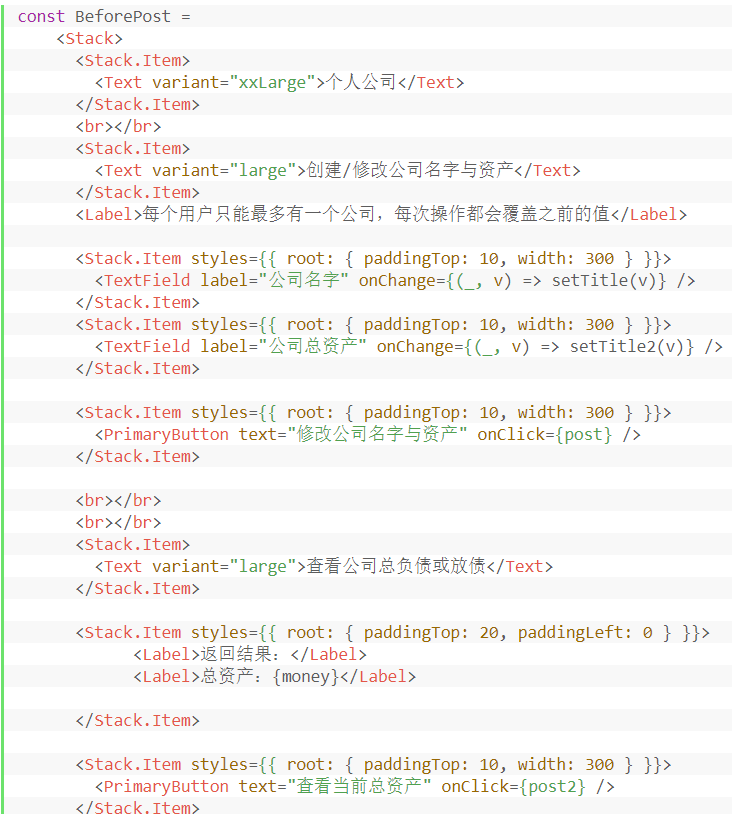 const BeforePost =
    <Stack>
      <Stack.Item>
        <Text variant="xxLarge">个人公司</Text>
      </Stack.Item>
      <br></br>
      <Stack.Item>
        <Text variant="large">创建/修改公司名字与资产</Text>
      </Stack.Item>
      <Label>每个用户只能最多有一个公司，每次操作都会覆盖之前的值</Label>

      <Stack.Item styles={{ root: { paddingTop: 10, width: 300 } }}>
        <TextField label="公司名字" onChange={(_, v) => setTitle(v)} />
      </Stack.Item>
      <Stack.Item styles={{ root: { paddingTop: 10, width: 300 } }}>
        <TextField label="公司总资产" onChange={(_, v) => setTitle2(v)} />
      </Stack.Item>

      <Stack.Item styles={{ root: { paddingTop: 10, width: 300 } }}>
        <PrimaryButton text="修改公司名字与资产" onClick={post} />
      </Stack.Item>

      <br></br>
      <br></br>
      <Stack.Item>
        <Text variant="large">查看公司总负债或放债</Text>
      </Stack.Item>

      <Stack.Item styles={{ root: { paddingTop: 20, paddingLeft: 0 } }}>
            <Label>返回结果：</Label>
            <Label>总资产：{money}</Label>

      </Stack.Item>

      <Stack.Item styles={{ root: { paddingTop: 10, width: 300 } }}>
        <PrimaryButton text="查看当前总资产" onClick={post2} />
      </Stack.Item>